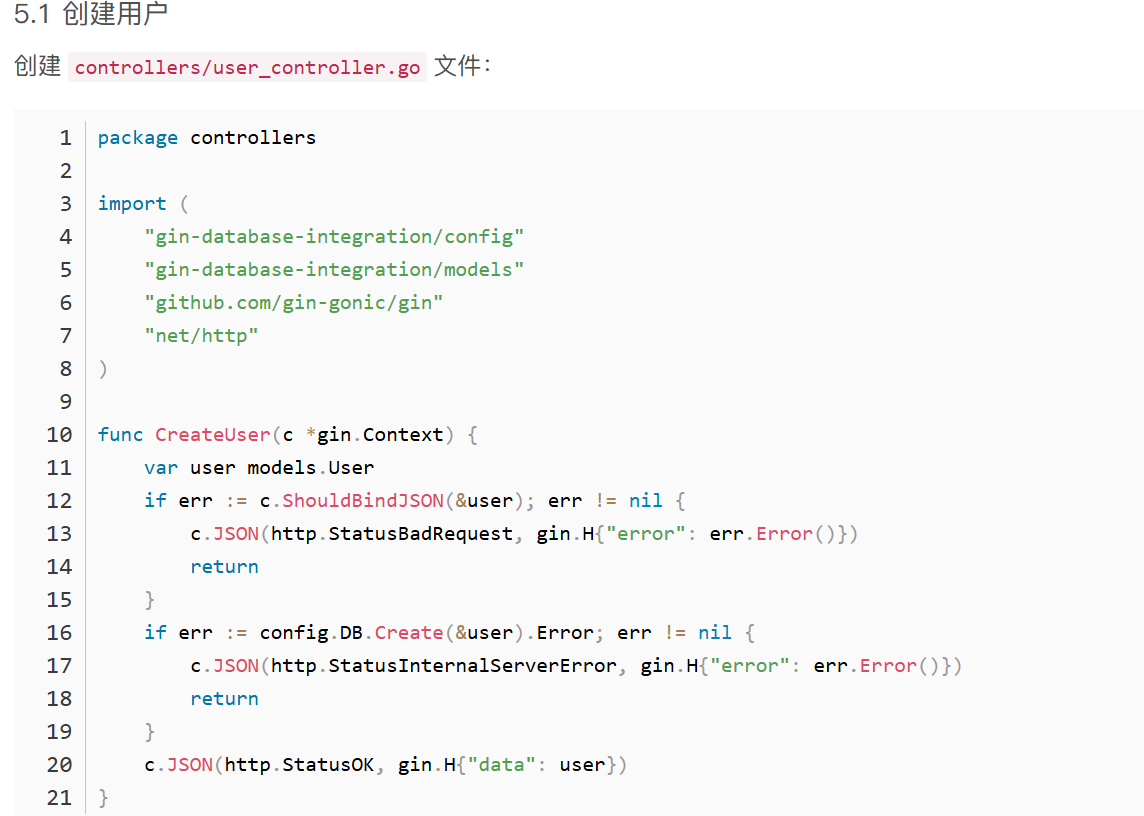 5.1 创建用户
创建 controllers/user_controller.go 文件：
1 package controllers
2
3 import (
4     "gin-database-integration/config"
5     "gin-database-integration/models"
6     "github.com/gin-gonic/gin"
7     "net/http"
8 )
9
10 func CreateUser(c *gin.Context) {
11     var user models.User
12     if err := c.ShouldBindJSON(&user); err != nil {
13         c.JSON(http.StatusBadRequest, gin.H{"error": err.Error()})
14         return
15     }
16     if err := config.DB.Create(&user).Error; err != nil {
17         c.JSON(http.StatusInternalServerError, gin.H{"error": err.Error()})
18         return
19     }
20     c.JSON(http.StatusOK, gin.H{"data": user})
21 }